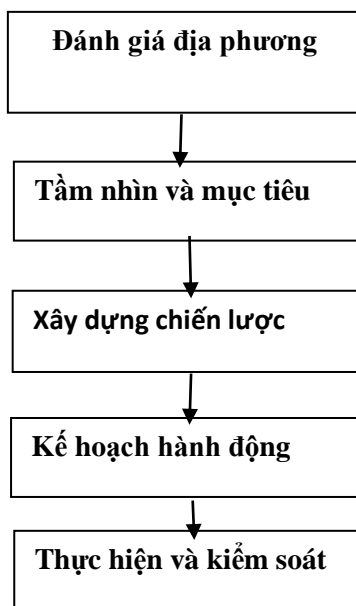 Đánh giá địa phương
Tầm nhìn và mục tiêu
Xây dựng chiến lược
Kế hoạch hành động
Thực hiện và kiểm soát